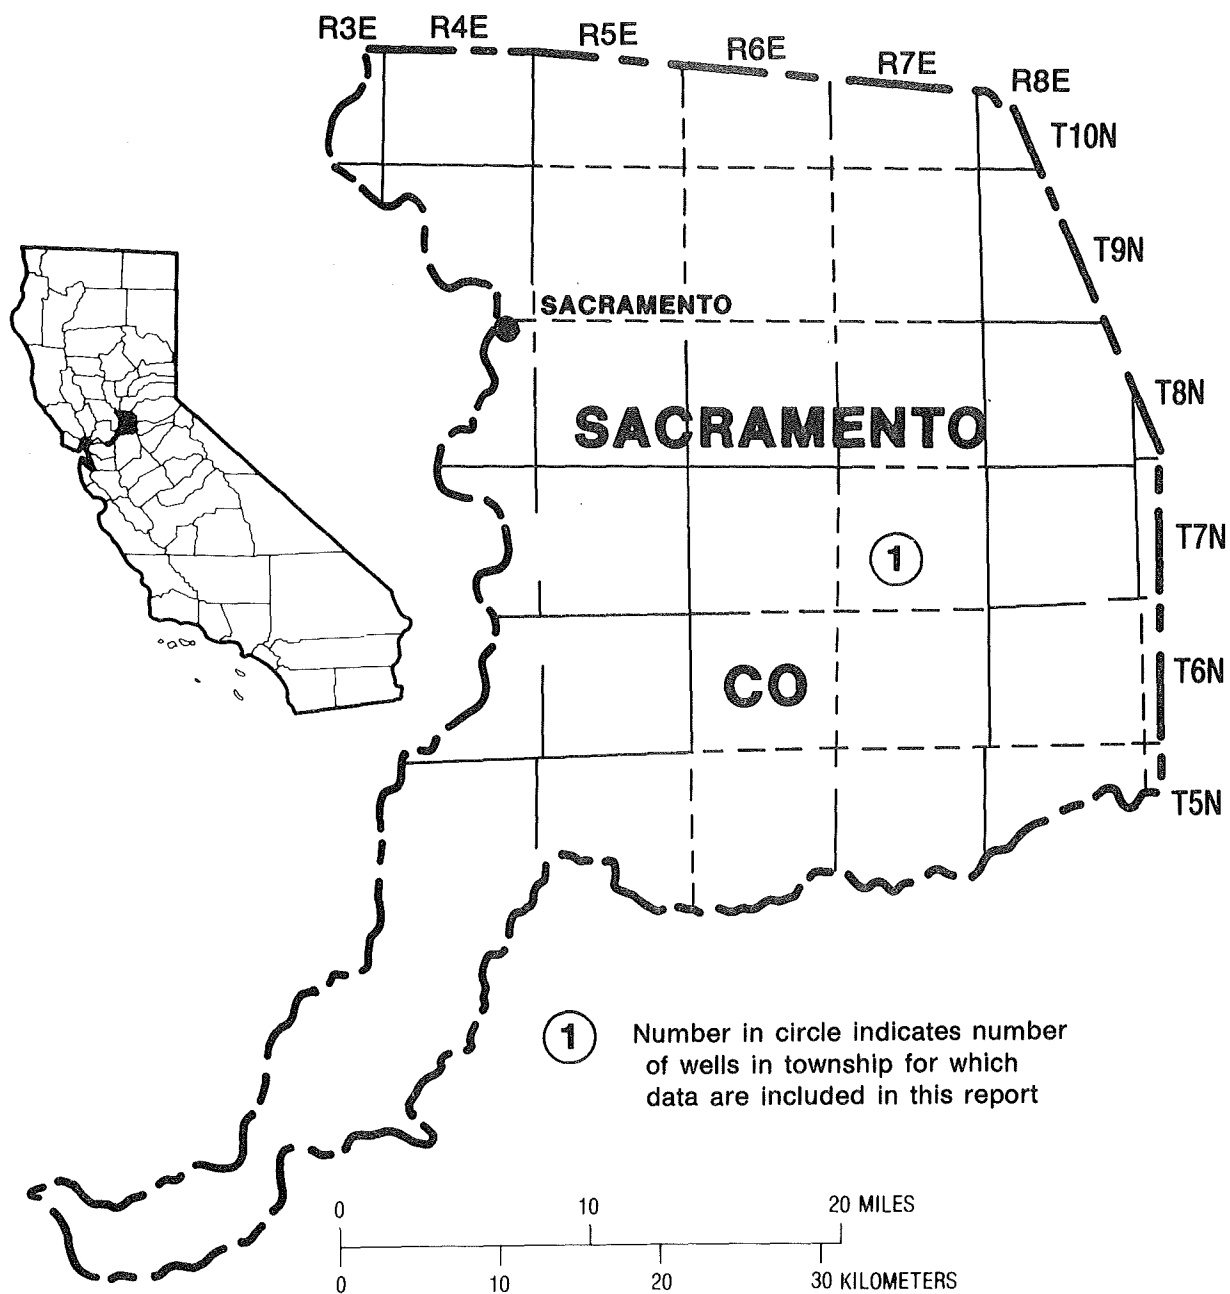 R3E
R4E
R5E
R6E
R7E
R8E
T10N
T9N
SACRAMENTO
T8N
SACRAMENTO
1
T7N
CO
T6N
T5N
1
Number in circle indicates number
of wells in township for which
data are included in this report
0
10
20 MILES
0
10
20
30 KILOMETERS